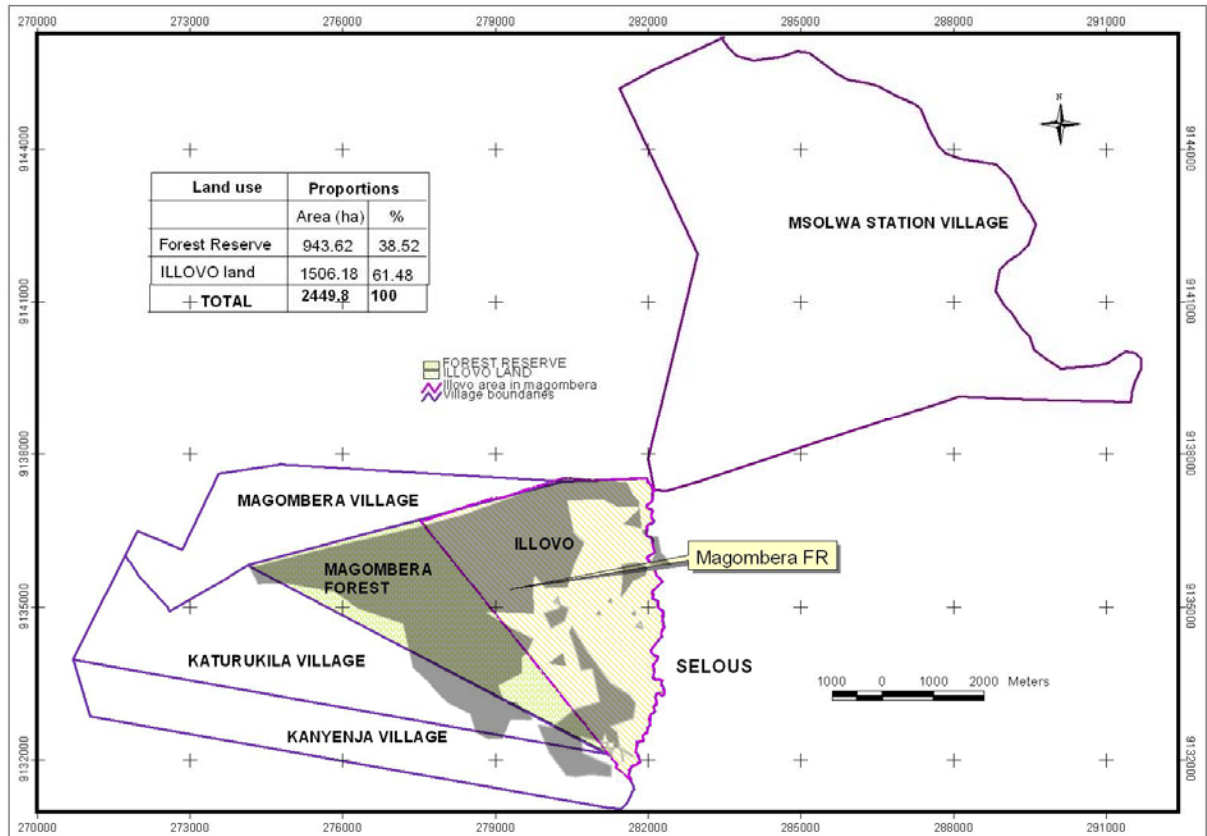 270000 273000 276000 279000 282000 285000 288000 291000
N
9144000 9144000
Land use Proportions
Area (ha) %
Forest Reserve 943.62 38.52
ILLOVO land 1506.18 61.48
TOTAL 2449.8 100
MSOLWA STATION VILLAGE
9141000 9141000
FOREST RESERVE
ILLOVO LAND
Illovo area in magombera
Village boundaries
9138000 9138000
MAGOMBERA VILLAGE
ILLOVO
Magombera FR
MAGOMBERA
FOREST
9135000 9135000
KATURUKILA VILLAGE
SELOUS
1000 0 1000 2000 Meters
KANYENJA VILLAGE
9132000 9132000
270000 273000 276000 279000 282000 285000 288000 291000